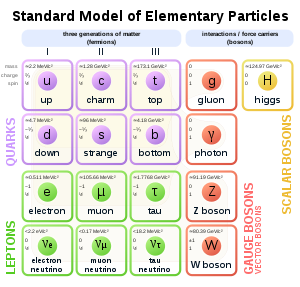 Standard Model of Elementary Particles
three generations of matter
(fermions)
interactions / force carriers
(bosons)
I II III
mass ≈2.2 MeV/c² ≈1.28 GeV/c² ≈173.1 GeV/c² 0 ≈124.97 GeV/c²
charge ⅔ ⅔ ⅔ 0 0
spin ½ ½ ½ 1 0
u c t g H
up charm top gluon higgs
≈4.7 MeV/c² ≈96 MeV/c² ≈4.18 GeV/c² 0
−⅓ −⅓ −⅓ 0
½ ½ ½ 1
d s b γ
down strange bottom photon
≈0.511 MeV/c² ≈105.66 MeV/c² ≈1.7768 GeV/c² ≈91.19 GeV/c²
−1 −1 −1 0
½ ½ ½ 1
e μ τ Z
electron muon tau Z boson
<2.2 eV/c² <0.17 MeV/c² <18.2 MeV/c² ≈80.39 GeV/c²
0 0 0 ±1
½ ½ ½ 1
νe νμ ντ W
electron muon tau W boson
neutrino neutrino neutrino
QUARKS
LEPTONS
GAUGE BOSONS
VECTOR BOSONS
SCALAR BOSONS